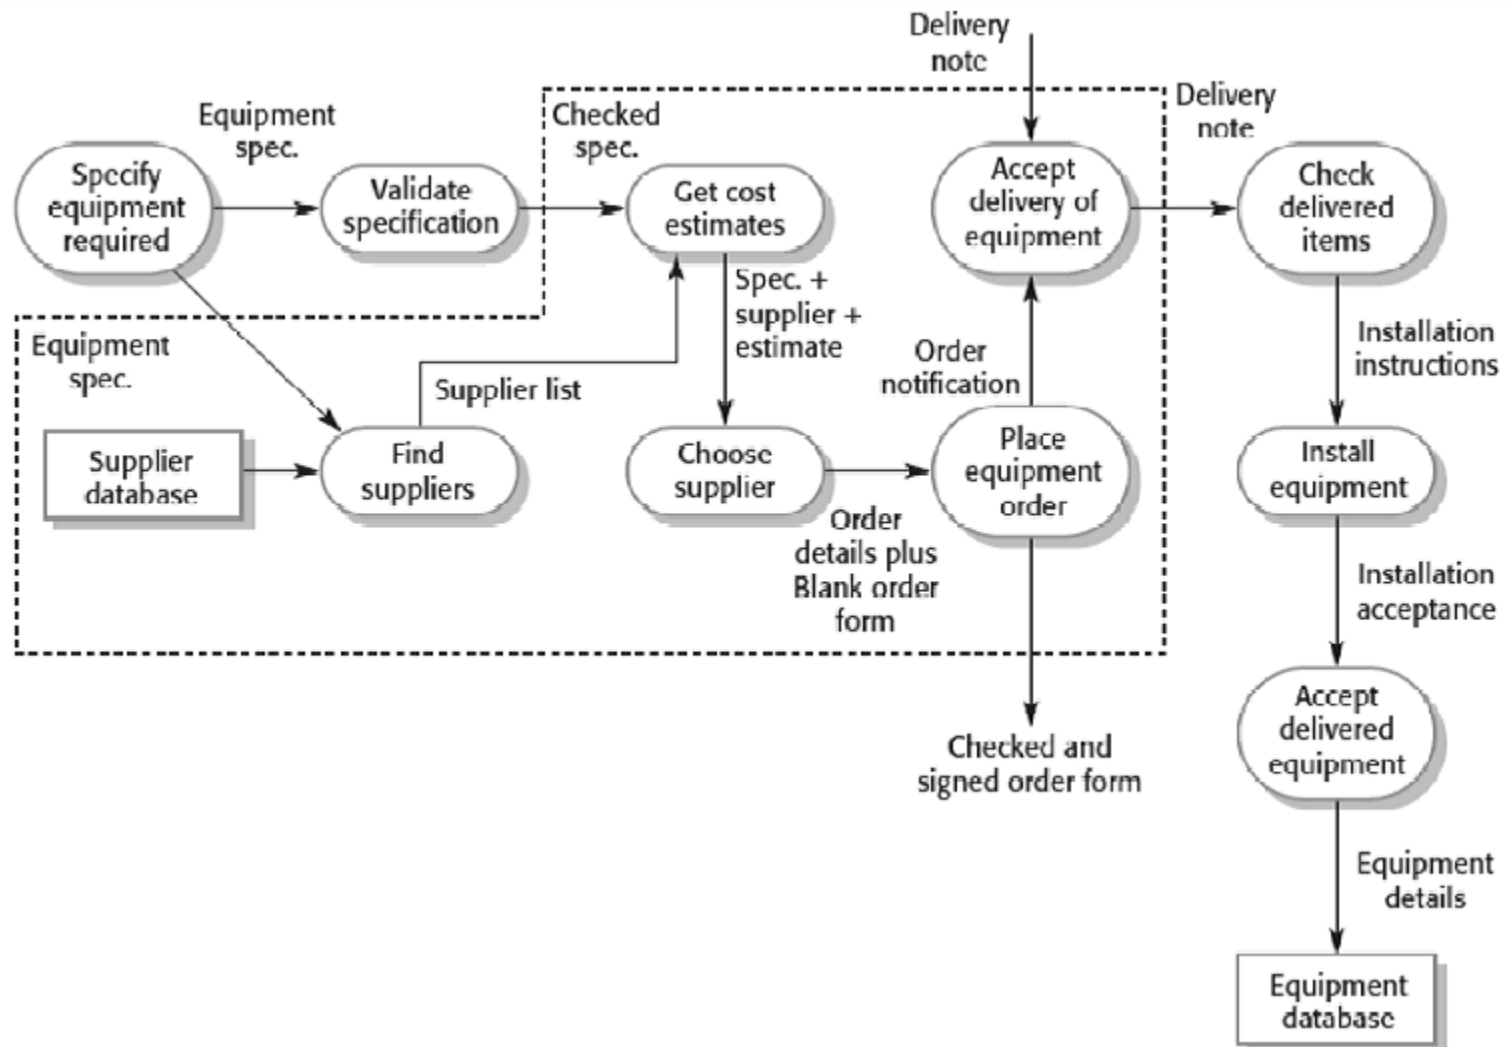 Delivery
note
Equipment
spec.
Checked
spec.
Delivery
note
Specify
equipment
required
Validate
specification
Get cost
estimates
Accept
delivery of
equipment
Check
delivered
items
Spec. +
supplier +
estimate
Equipment
spec.
Supplier list
Order
notification
Installation
instructions
Supplier
database
Find
suppliers
Choose
supplier
Place
equipment
order
Install
equipment
Order
details plus
Blank order
form
Installation
acceptance
Checked and
signed order form
Accept
delivered
equipment
Equipment
details
Equipment
database